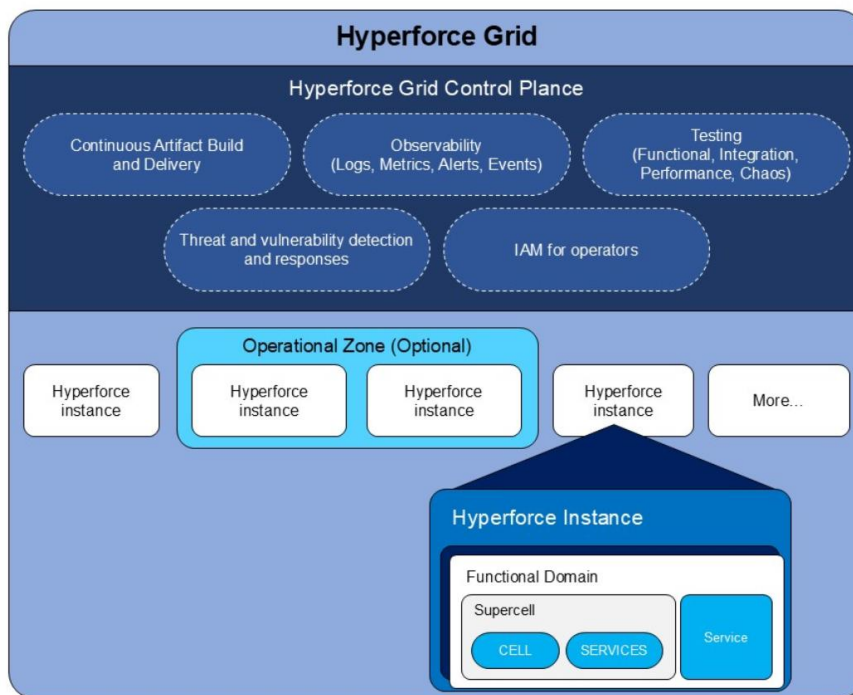 Hyperforce Grid
Hyperforce Grid Control Plance
Continuous Artifact Build
and Delivery
Observability
(Logs, Metrics, Alerts, Events)
Testing
(Functional, Integration,
Performance, Chaos)
Threat and vulnerability detection
and responses
IAM for operators
Operational Zone (Optional)
Hyperforce
instance
Hyperforce
instance
Hyperforce
instance
Hyperforce
instance
More...
Hyperforce Instance
Functional Domain
Supercell
CELL
SERVICES
Service